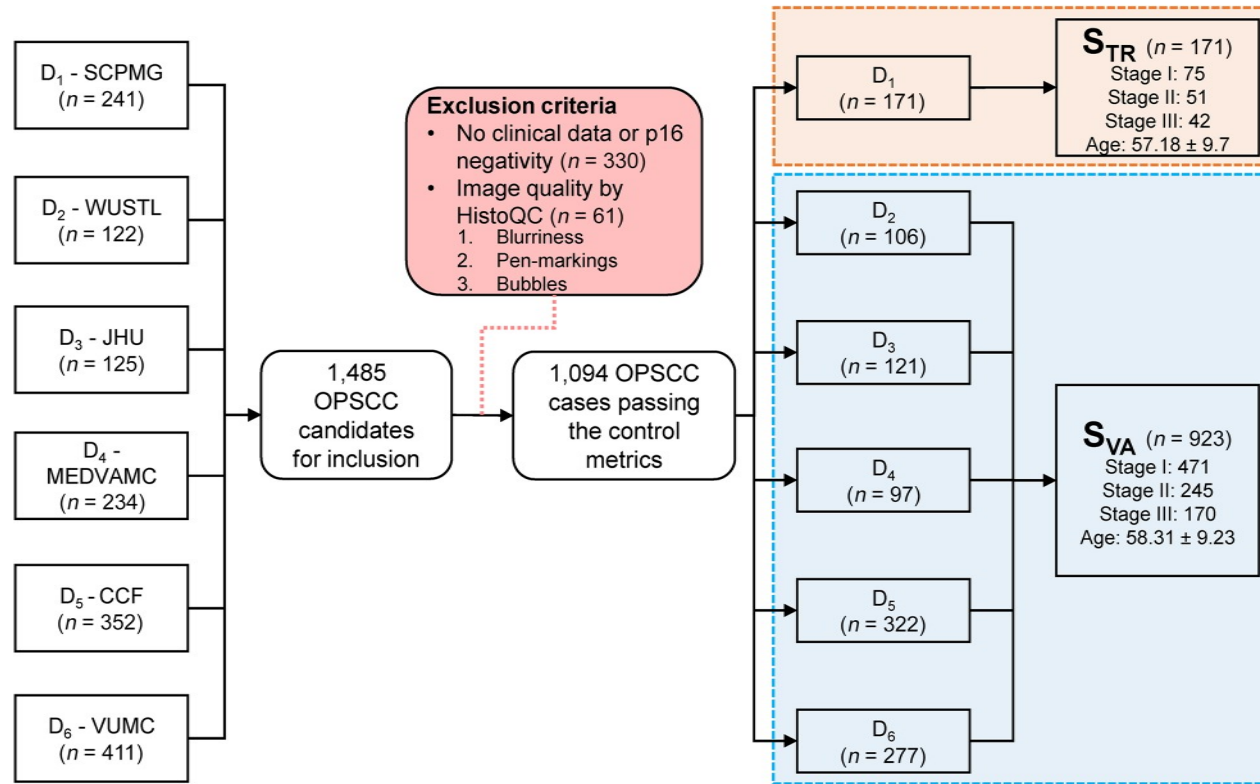 D₁ - SCPMG
(n = 241)
D₂ - WUSTL
(n = 122)
D₃ - JHU
(n = 125)
D₄ -
MEDVAMC
(n = 234)
D₅ - CCF
(n = 352)
D₆ - VUMC
(n = 411)
1,485
OPSCC
candidates
for inclusion
Exclusion criteria
• No clinical data or p16
negativity (n = 330)
• Image quality by
HistoQC (n = 61)
1. Blurriness
2. Pen-markings
3. Bubbles
1,094 OPSCC
cases passing
the control
metrics
D₁
(n = 171)
D₂
(n = 106)
D₃
(n = 121)
D₄
(n = 97)
D₅
(n = 322)
D₆
(n = 277)
S_TR (n = 171)
Stage I: 75
Stage II: 51
Stage III: 42
Age: 57.18 ± 9.7
S_VA (n = 923)
Stage I: 471
Stage II: 245
Stage III: 170
Age: 58.31 ± 9.23